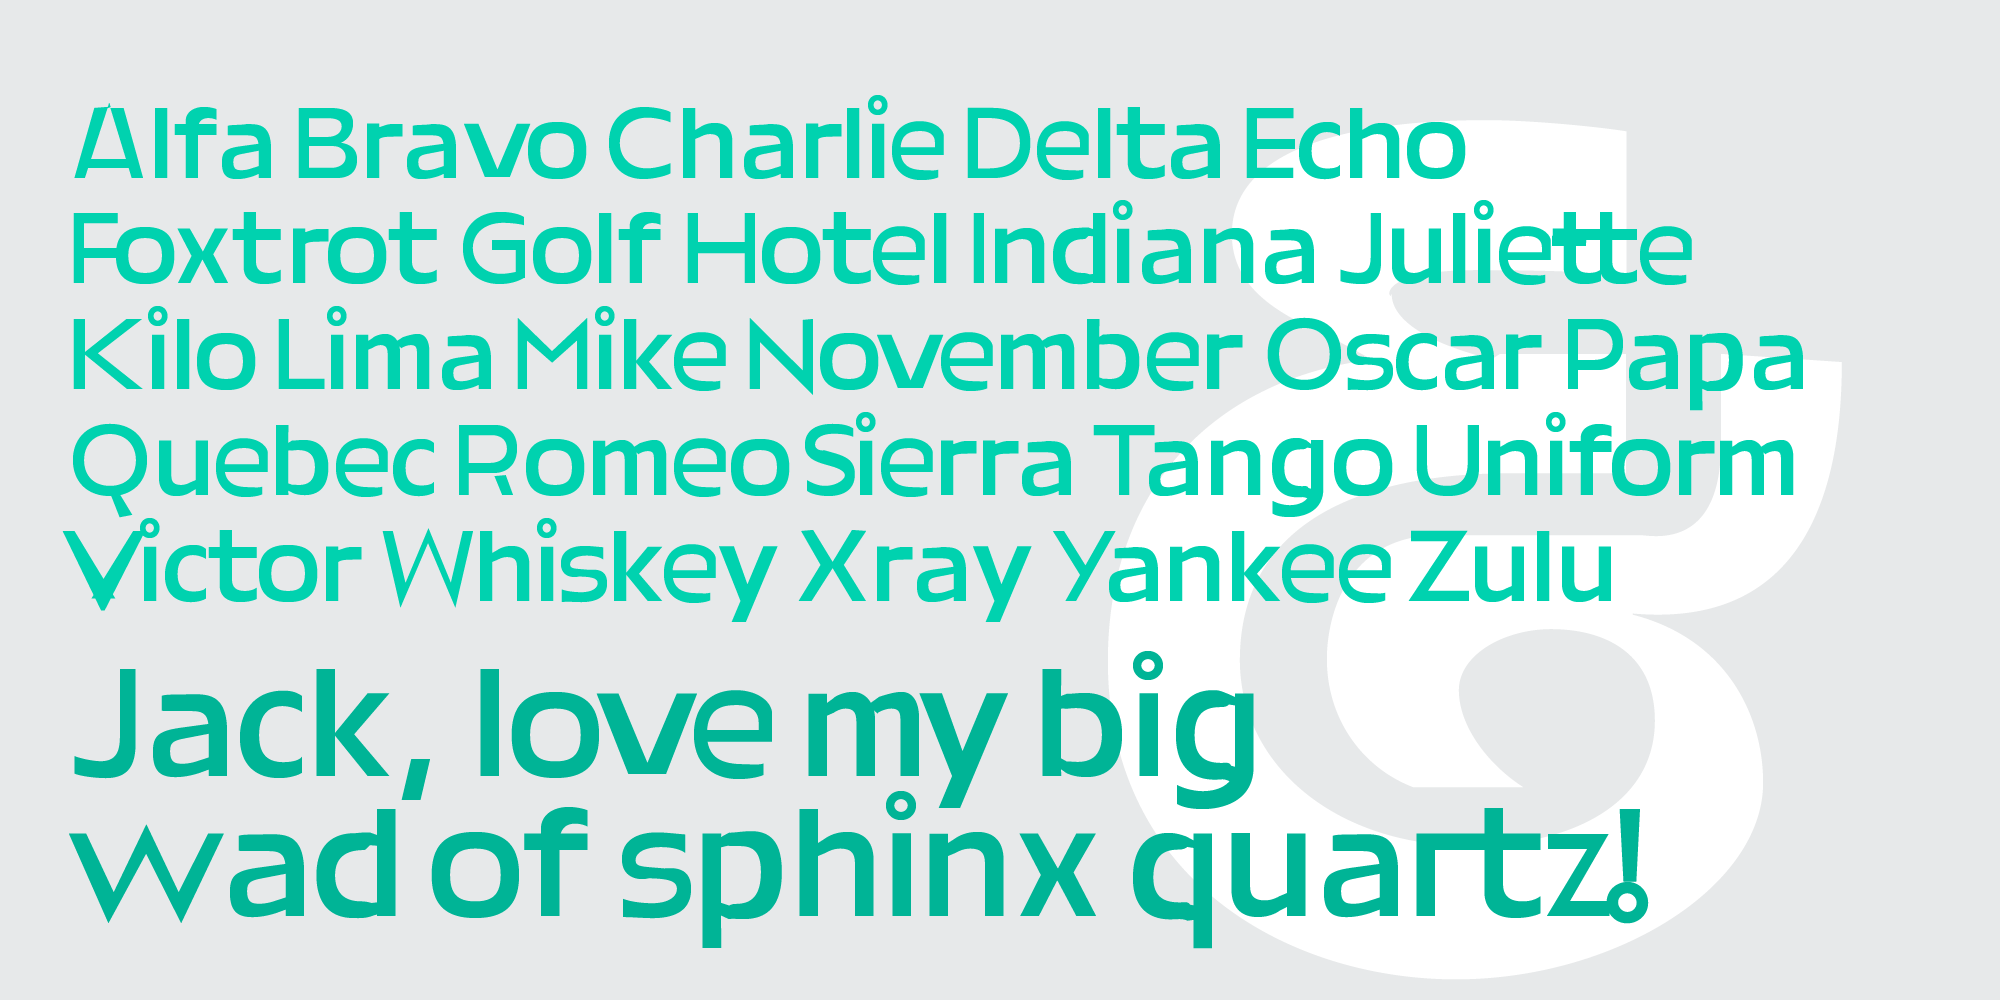 Alfa Bravo Charlie Delta Echo
Foxtrot Golf Hotel Indiana Juliette
Kilo Lima Mike November Oscar Papa
Quebec Romeo Sierra Tango Uniform
Victor Whiskey Xray Yankee Zulu
Jack, love my big
wad of sphinx quartz!
&